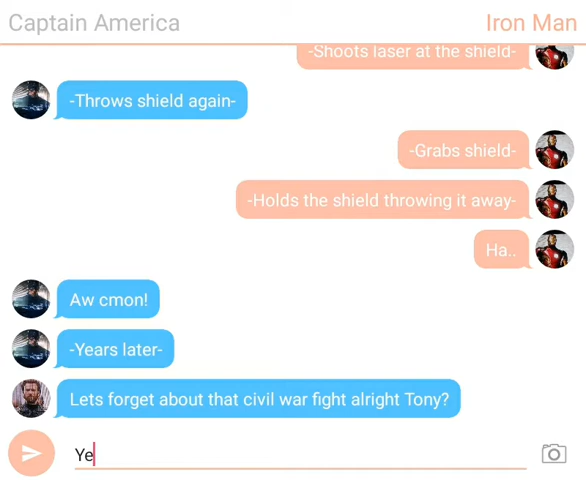 Captain America
Iron Man
-Shoots laser at the shield-
-Throws shield again-
-Grabs shield-
-Holds the shield throwing it away-
Ha..
Aw cmon!
-Years later-
Lets forget about that civil war fight alright Tony?
Ye